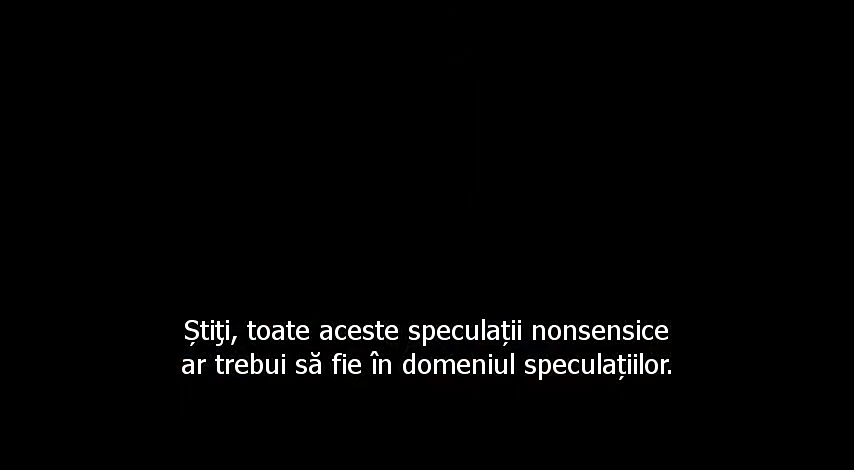 Știţi, toate aceste speculații nonsensice
ar trebui să fie în domeniul speculațiilor.